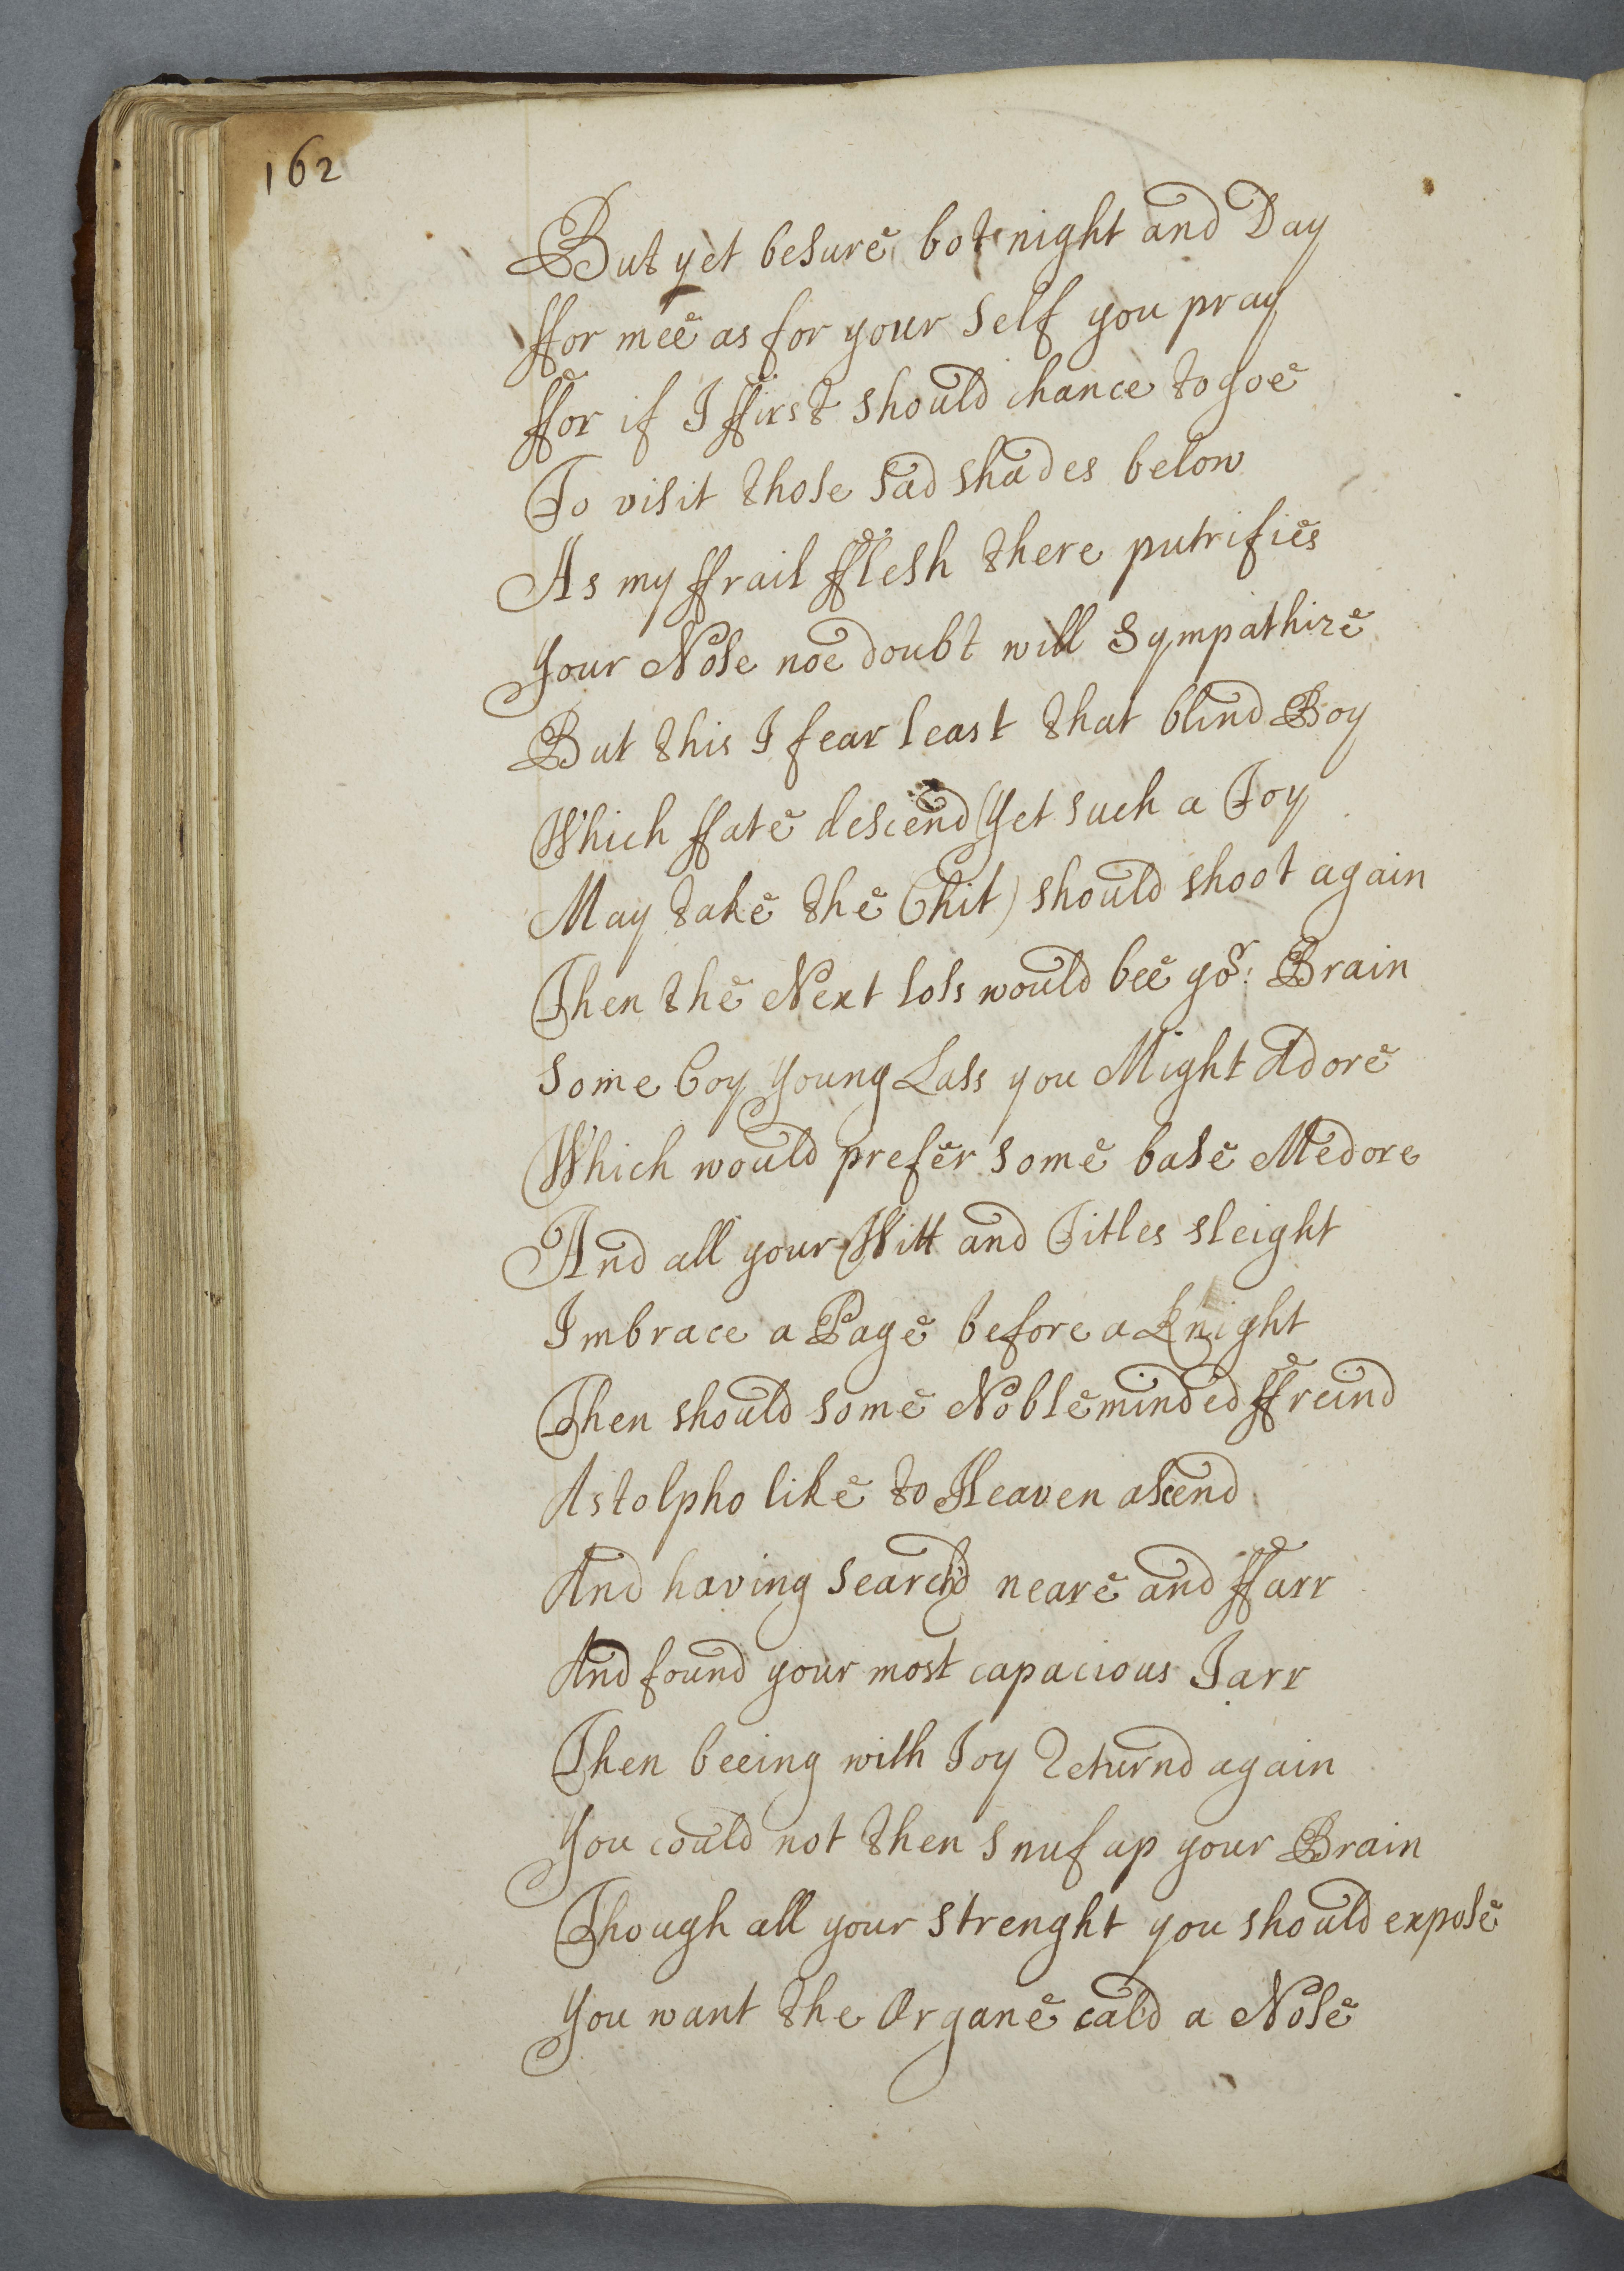 162
But yet besure bot night and Day
ffor mee as for your self you pray
ffor if I ffirst should chance to goe
To visit those sad shades below
As my ffrail fflesh there putrifies
Your Nose noe doubt will Sympathize
But this I fear least that blind Boy
Which ffate descend (Yet such a Toy
May take the Chit) should shoot again
Then the Next loss would bee yor: Brain
Some Coy Young Lass you Might Adore
Which would prefer some base Medore
And all your Witt and Titles sleight
Imbrace a Page before a Knight
Then should some Nobleminded ffreind
Astolpho like to Heaven ascend
And having searchd neare and ffarr
And found your most capacious Jarr
Then beeing with Joy Returnd again
You could not then snuf up your Brain
Though all your strenght you should expose
You want the Organe cald a Nose